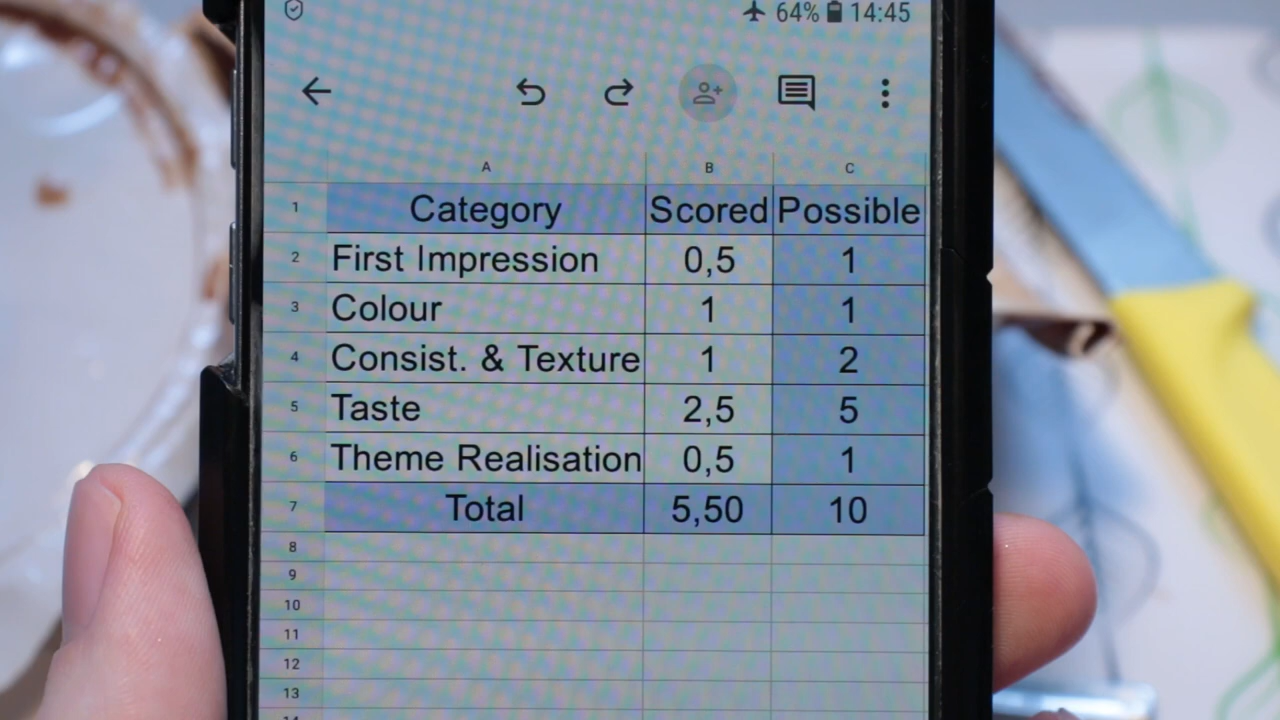 64% 14:45
A B C
1 Category Scored Possible
2 First Impression 0,5 1
3 Colour 1 1
4 Consist. & Texture 1 2
5 Taste 2,5 5
6 Theme Realisation 0,5 1
7 Total 5,50 10
8
9
10
11
12
13